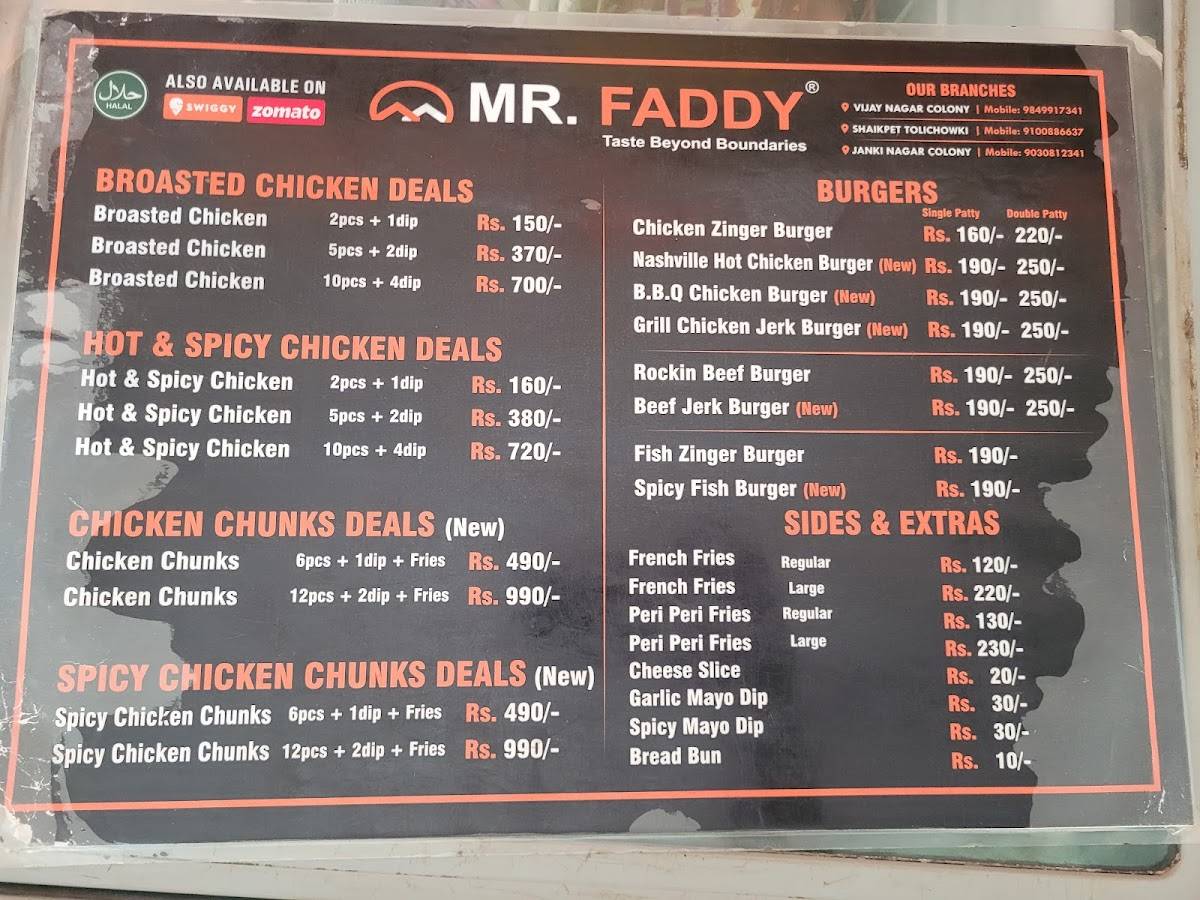 حلال
HALAL
ALSO AVAILABLE ON
SWIGGY zomato
MR. FADDY®
Taste Beyond Boundaries
OUR BRANCHES
VIJAY NAGAR COLONY | Mobile: 9849917341
SHAIKPET TOLICHOWKI | Mobile: 9100886637
JANKI NAGAR COLONY | Mobile: 9030812341
BROASTED CHICKEN DEALS
Broasted Chicken 2pcs + 1dip Rs. 150/-
Broasted Chicken 5pcs + 2dip Rs. 370/-
Broasted Chicken 10pcs + 4dip Rs. 700/-
HOT & SPICY CHICKEN DEALS
Hot & Spicy Chicken 2pcs + 1dip Rs. 160/-
Hot & Spicy Chicken 5pcs + 2dip Rs. 380/-
Hot & Spicy Chicken 10pcs + 4dip Rs. 720/-
CHICKEN CHUNKS DEALS (New)
Chicken Chunks 6pcs + 1dip + Fries Rs. 490/-
Chicken Chunks 12pcs + 2dip + Fries Rs. 990/-
SPICY CHICKEN CHUNKS DEALS (New)
Spicy Chicken Chunks 6pcs + 1dip + Fries Rs. 490/-
Spicy Chicken Chunks 12pcs + 2dip + Fries Rs. 990/-
BURGERS
Single Patty Double Patty
Chicken Zinger Burger Rs. 160/- 220/-
Nashville Hot Chicken Burger (New) Rs. 190/- 250/-
B.B.Q Chicken Burger (New) Rs. 190/- 250/-
Grill Chicken Jerk Burger (New) Rs. 190/- 250/-
Rockin Beef Burger Rs. 190/- 250/-
Beef Jerk Burger (New) Rs. 190/- 250/-
Fish Zinger Burger Rs. 190/-
Spicy Fish Burger (New) Rs. 190/-
SIDES & EXTRAS
French Fries Regular Rs. 120/-
French Fries Large Rs. 220/-
Peri Peri Fries Regular Rs. 130/-
Peri Peri Fries Large Rs. 230/-
Cheese Slice Rs. 20/-
Garlic Mayo Dip Rs. 30/-
Spicy Mayo Dip Rs. 30/-
Bread Bun Rs. 10/-